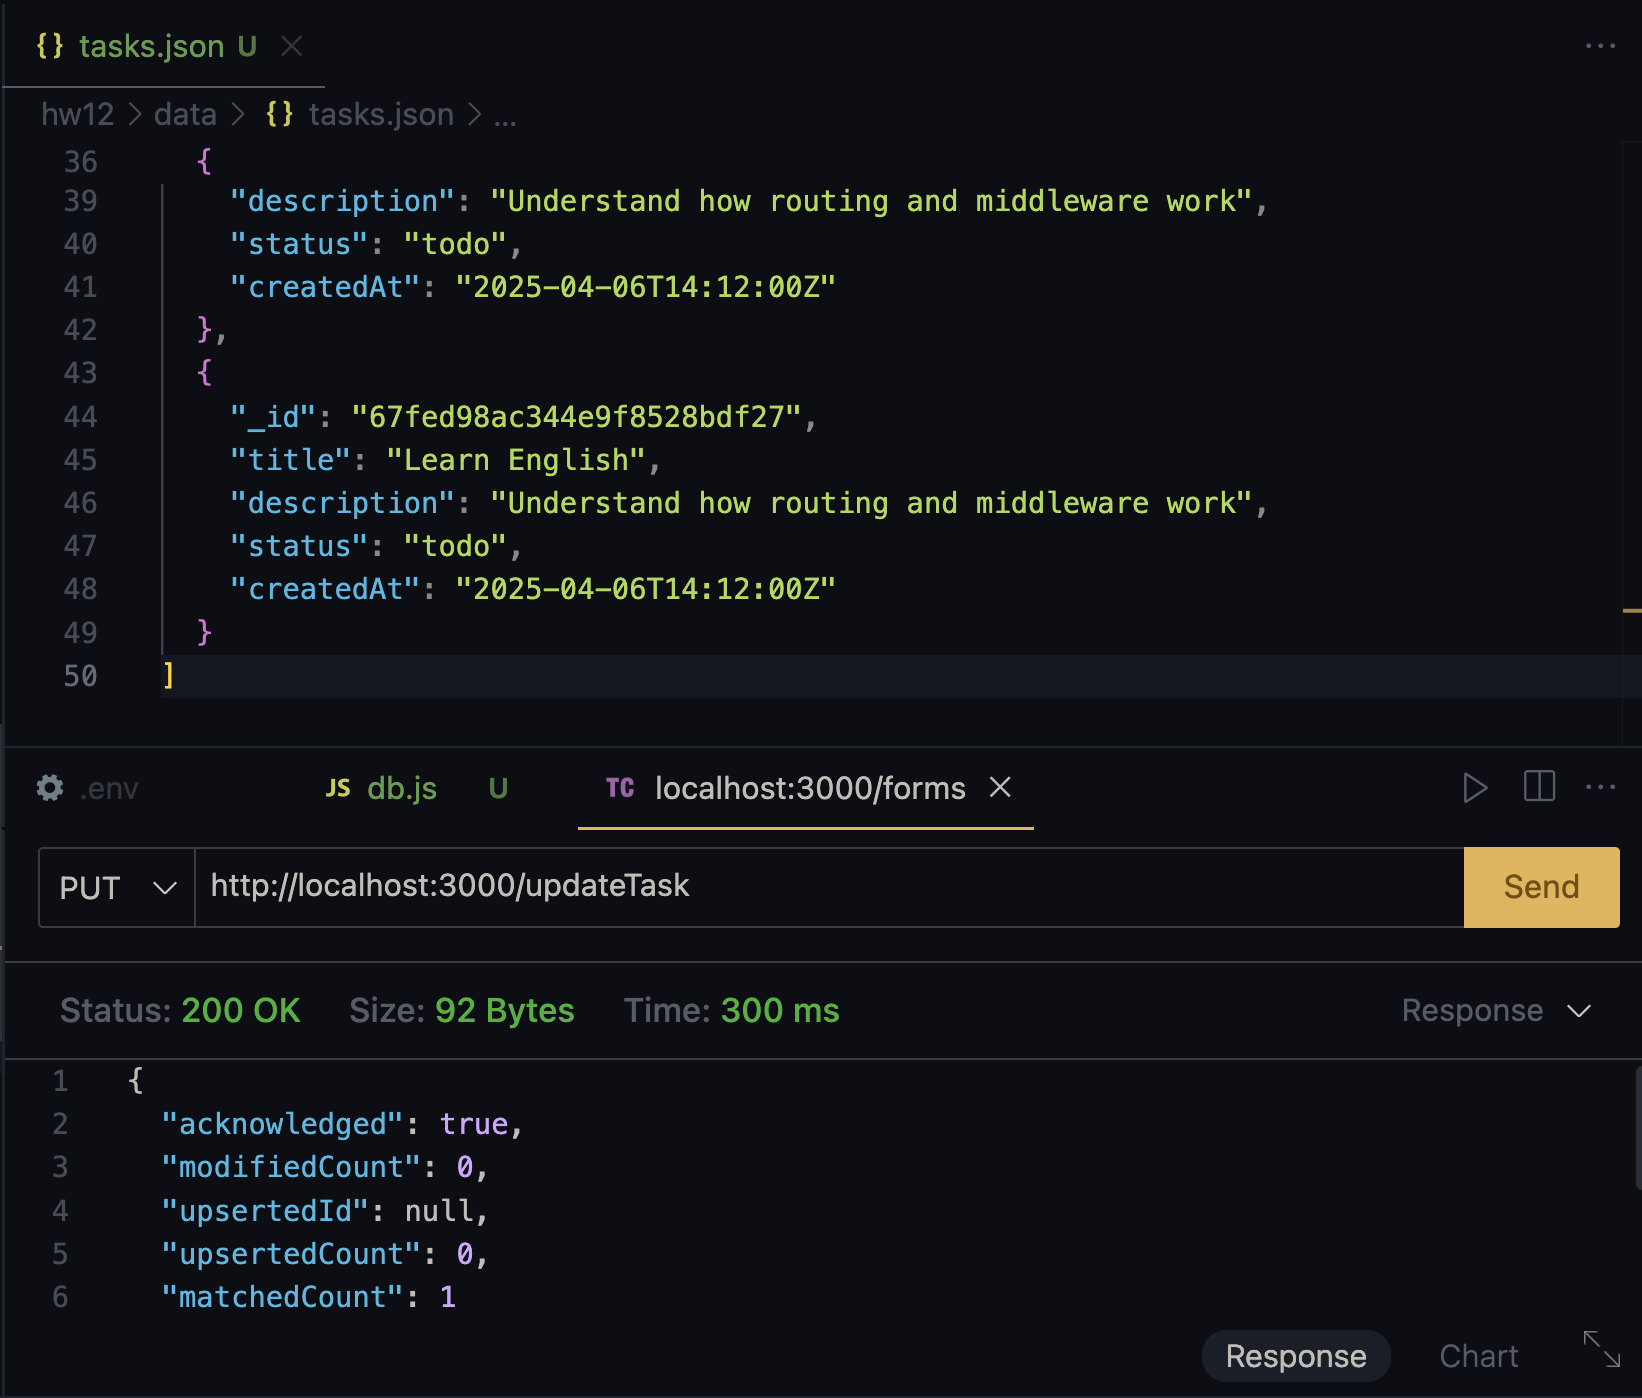 {} tasks.json U
hw12 > data > {} tasks.json > ...
36 {
39 "description": "Understand how routing and middleware work",
40 "status": "todo",
41 "createdAt": "2025-04-06T14:12:00Z"
42 },
43 {
44 "_id": "67fed98ac344e9f8528bdf27",
45 "title": "Learn English",
46 "description": "Understand how routing and middleware work",
47 "status": "todo",
48 "createdAt": "2025-04-06T14:12:00Z"
49 }
50 ]
.env JS db.js U TC localhost:3000/forms
PUT http://localhost:3000/updateTask Send
Status: 200 OK Size: 92 Bytes Time: 300 ms Response
1 {
2 "acknowledged": true,
3 "modifiedCount": 0,
4 "upsertedId": null,
5 "upsertedCount": 0,
6 "matchedCount": 1
Response Chart